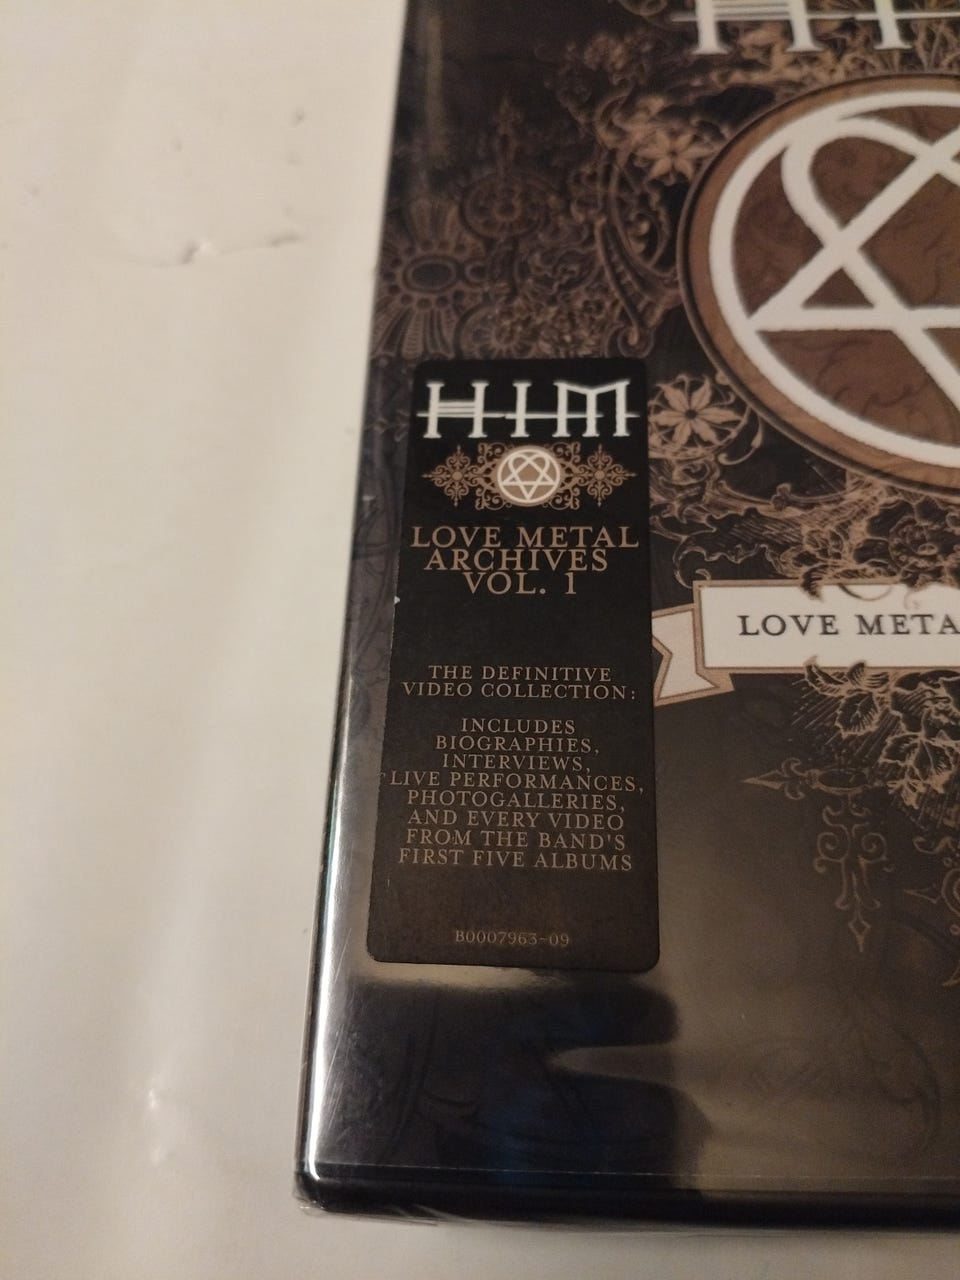 HIM
LOVE METAL
ARCHIVES
VOL. 1
THE DEFINITIVE
VIDEO COLLECTION:
INCLUDES
BIOGRAPHIES,
INTERVIEWS,
LIVE PERFORMANCES,
PHOTOGALLERIES,
AND EVERY VIDEO
FROM THE BAND'S
FIRST FIVE ALBUMS
B0007963-09
LOVE META